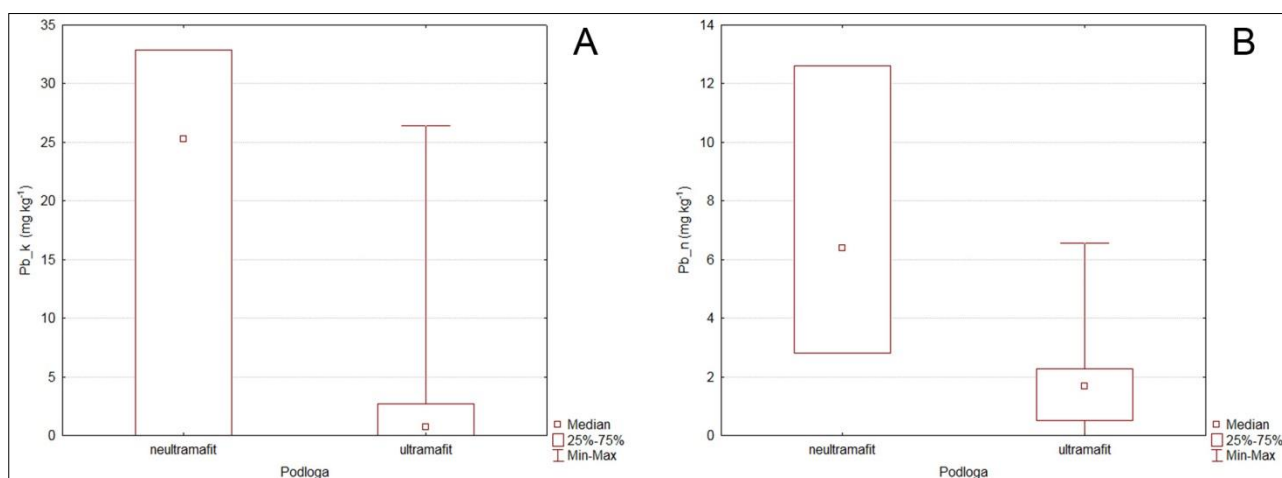 A
35
30
25
20
15
10
5
0
Pb_k (mg kg⁻¹)
neultramafit ultramafit
Podloga
Median
25%-75%
Min-Max
B
14
12
10
8
6
4
2
0
Pb_n (mg kg⁻¹)
neultramafit ultramafit
Podloga
Median
25%-75%
Min-Max